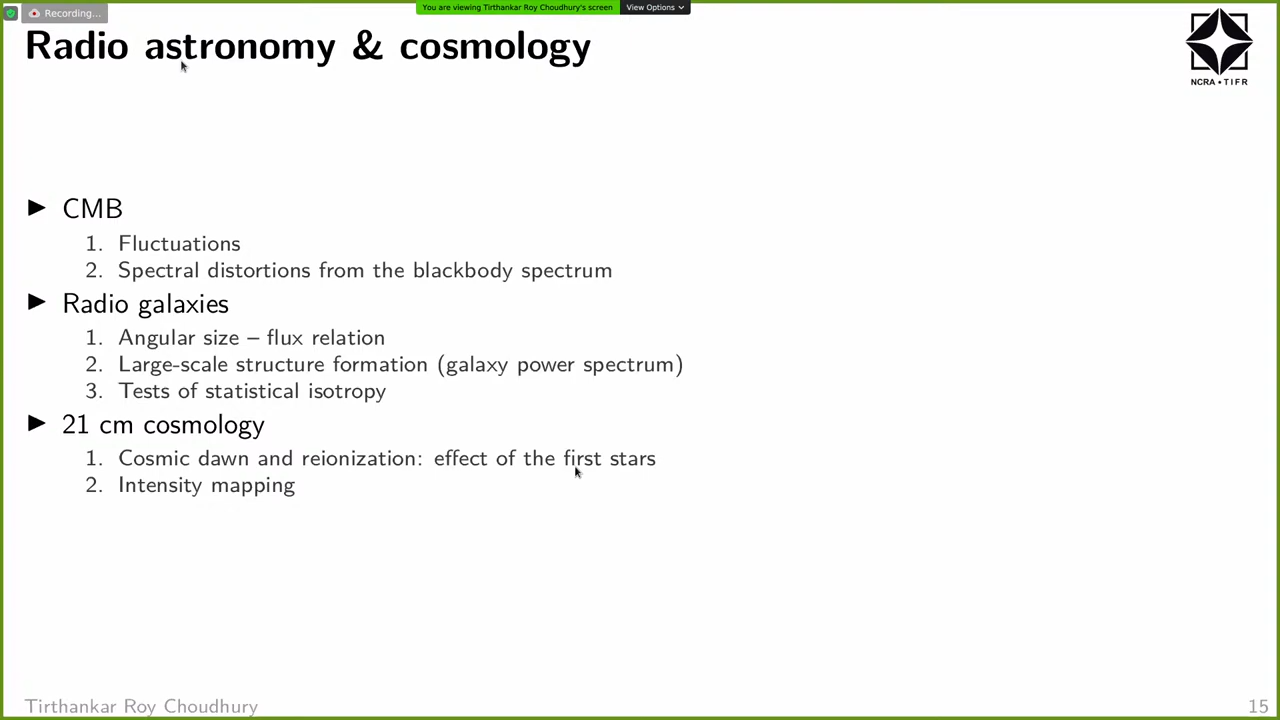 Recording...
You are viewing Tirthankar Roy Choudhury's screen
View Options
Radio astronomy & cosmology
NCRA • TIFR
CMB
1. Fluctuations
2. Spectral distortions from the blackbody spectrum
Radio galaxies
1. Angular size – flux relation
2. Large-scale structure formation (galaxy power spectrum)
3. Tests of statistical isotropy
21 cm cosmology
1. Cosmic dawn and reionization: effect of the first stars
2. Intensity mapping
Tirthankar Roy Choudhury
15